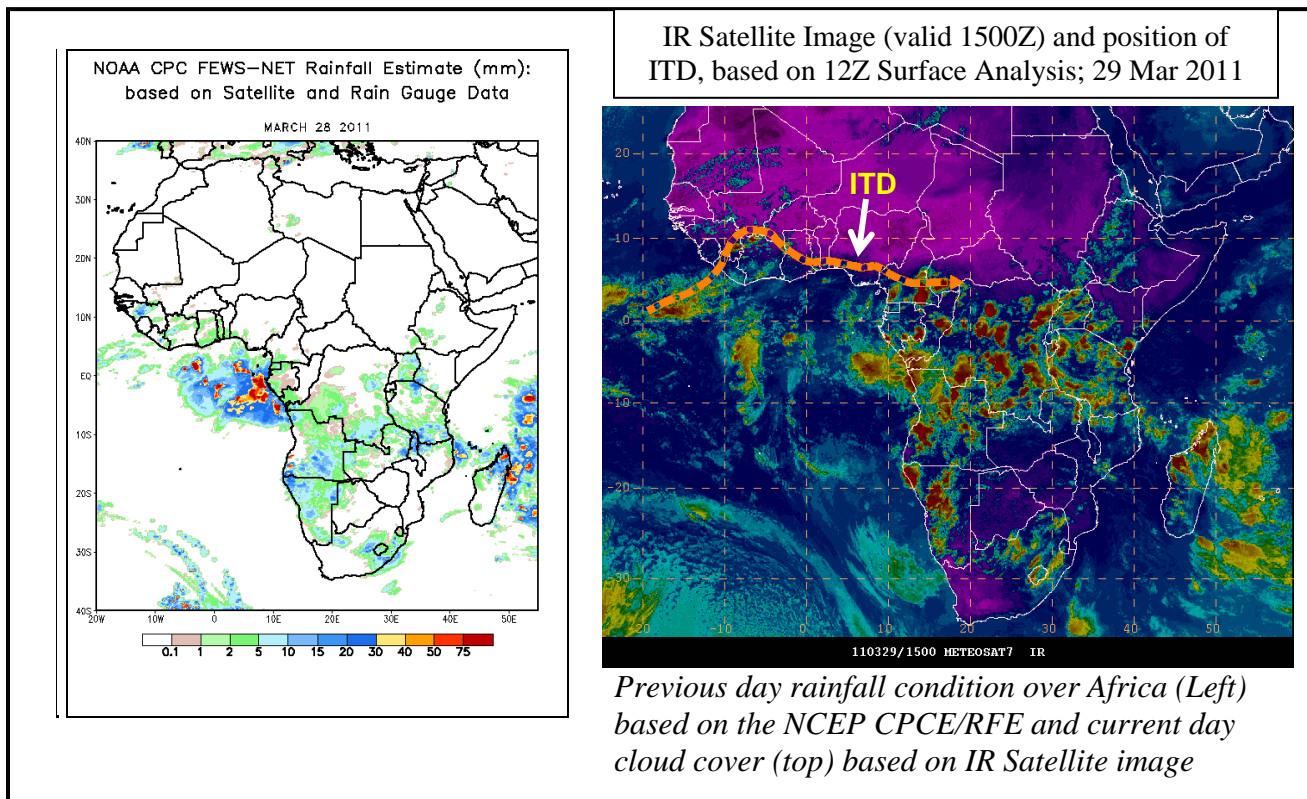 NOAA CPC FEWS-NET Rainfall Estimate (mm):
based on Satellite and Rain Gauge Data
MARCH 28 2011
40N
30N
20N
10N
EQ
10S
20S
30S
40S
20W 10W 0 10E 20E 30E 40E 50E
0.1 1 2 5 10 15 20 30 40 50 75
IR Satellite Image (valid 1500Z) and position of
ITD, based on 12Z Surface Analysis; 29 Mar 2011
ITD
20
10
0
-10
-20
-30
-20 -10 0 10 20 30 40 50
110329/1500 METEOSAT7 IR
Previous day rainfall condition over Africa (Left)
based on the NCEP CPCE/RFE and current day
cloud cover (top) based on IR Satellite image